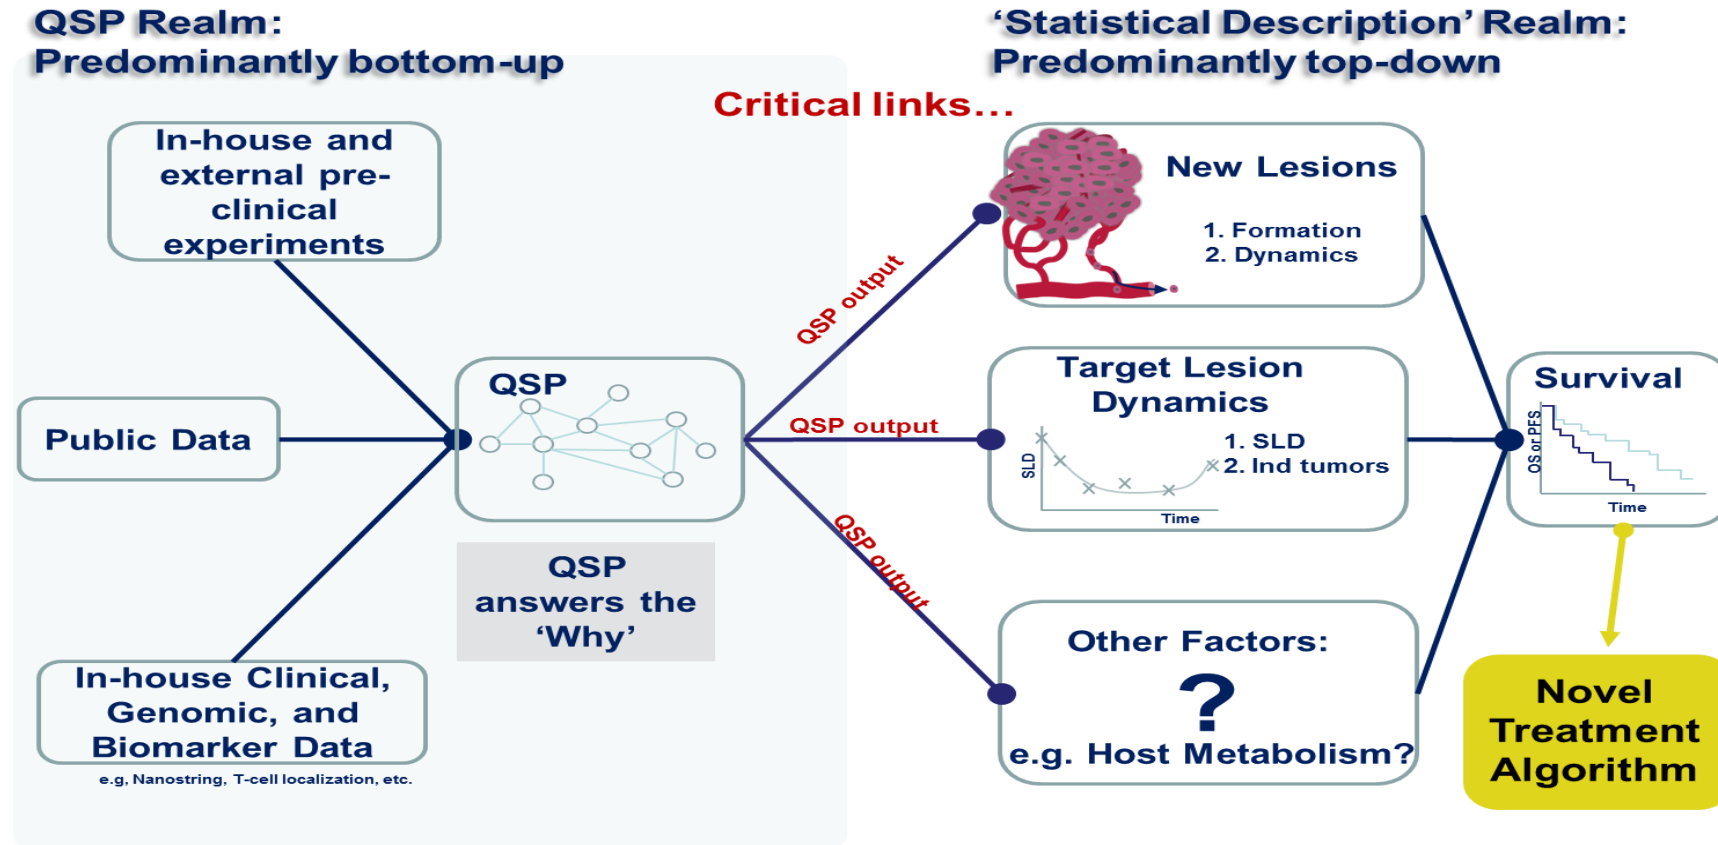 QSP Realm:
Predominantly bottom-up
‘Statistical Description’ Realm:
Predominantly top-down
Critical links...
In-house and
external pre-
clinical
experiments
Public Data
In-house Clinical,
Genomic, and
Biomarker Data
e.g, Nanostring, T-cell localization, etc.
QSP
QSP
answers the
‘Why’
QSP output
QSP output
QSP output
New Lesions
1. Formation
2. Dynamics
Target Lesion
Dynamics
SLD
Time
1. SLD
2. Ind tumors
Other Factors:
?
e.g. Host Metabolism?
Survival
OS or PFS
Time
Novel
Treatment
Algorithm